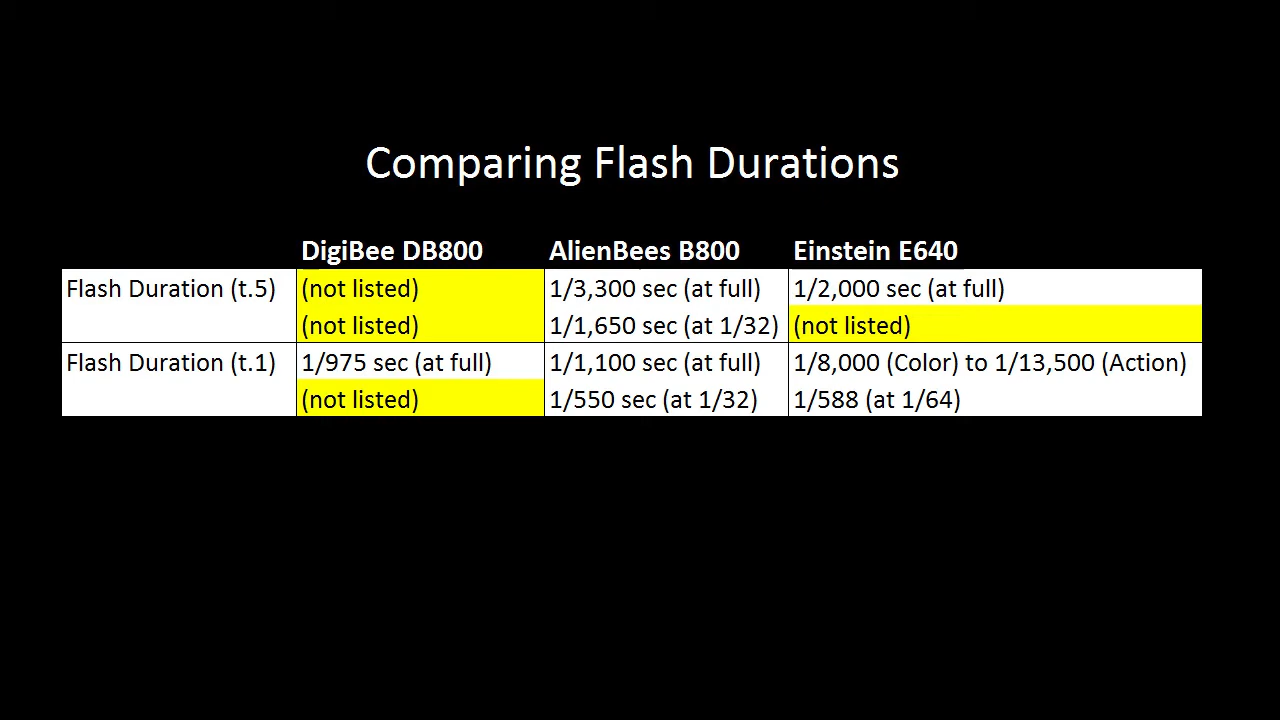 Comparing Flash Durations
DigiBee DB800 AlienBees B800 Einstein E640
Flash Duration (t.5) (not listed) 1/3,300 sec (at full) 1/2,000 sec (at full)
(not listed) 1/1,650 sec (at 1/32) (not listed)
Flash Duration (t.1) 1/975 sec (at full) 1/1,100 sec (at full) 1/8,000 (Color) to 1/13,500 (Action)
(not listed) 1/550 sec (at 1/32) 1/588 (at 1/64)